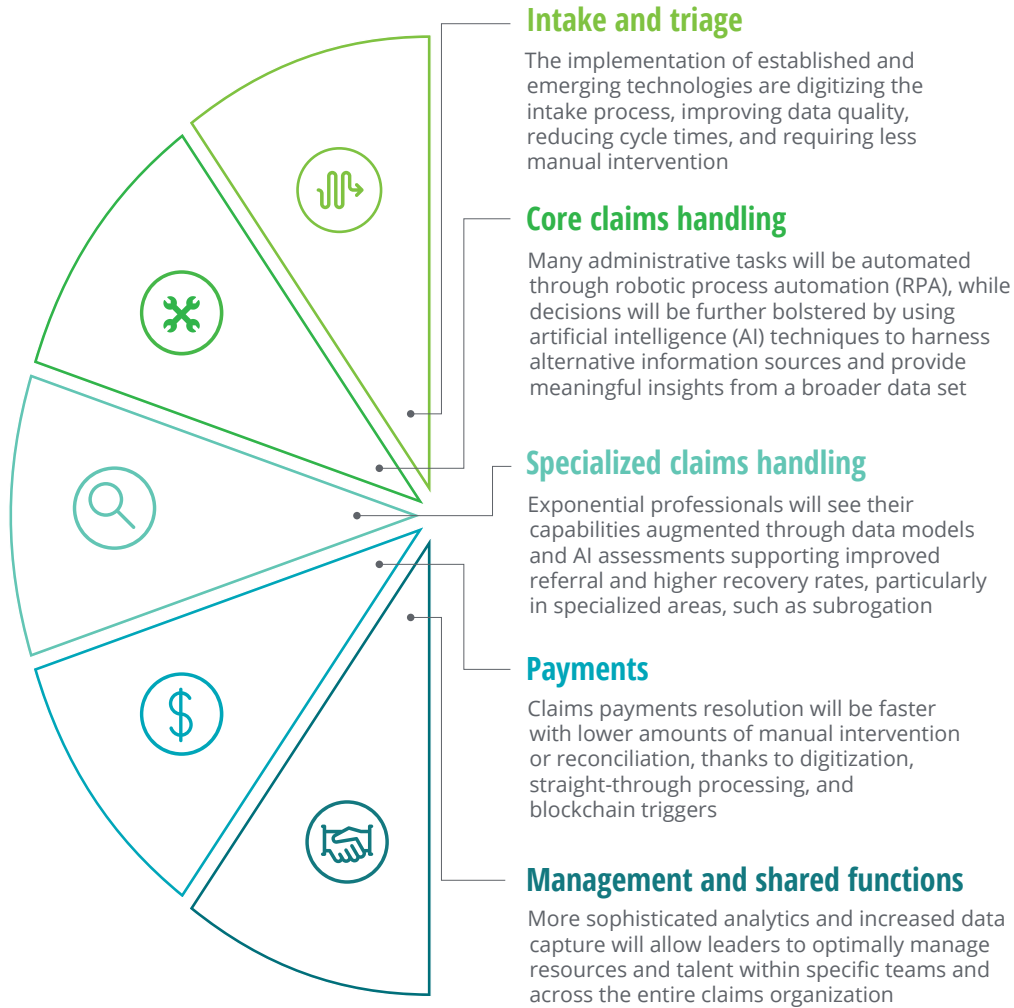 Intake and triage
The implementation of established and
emerging technologies are digitizing the
intake process, improving data quality,
reducing cycle times, and requiring less
manual intervention
Core claims handling
Many administrative tasks will be automated
through robotic process automation (RPA), while
decisions will be further bolstered by using
artificial intelligence (AI) techniques to harness
alternative information sources and provide
meaningful insights from a broader data set
Specialized claims handling
Exponential professionals will see their
capabilities augmented through data models
and AI assessments supporting improved
referral and higher recovery rates, particularly
in specialized areas, such as subrogation
$
Payments
Claims payments resolution will be faster
with lower amounts of manual intervention
or reconciliation, thanks to digitization,
straight-through processing, and
blockchain triggers
Management and shared functions
More sophisticated analytics and increased data
capture will allow leaders to optimally manage
resources and talent within specific teams and
across the entire claims organization